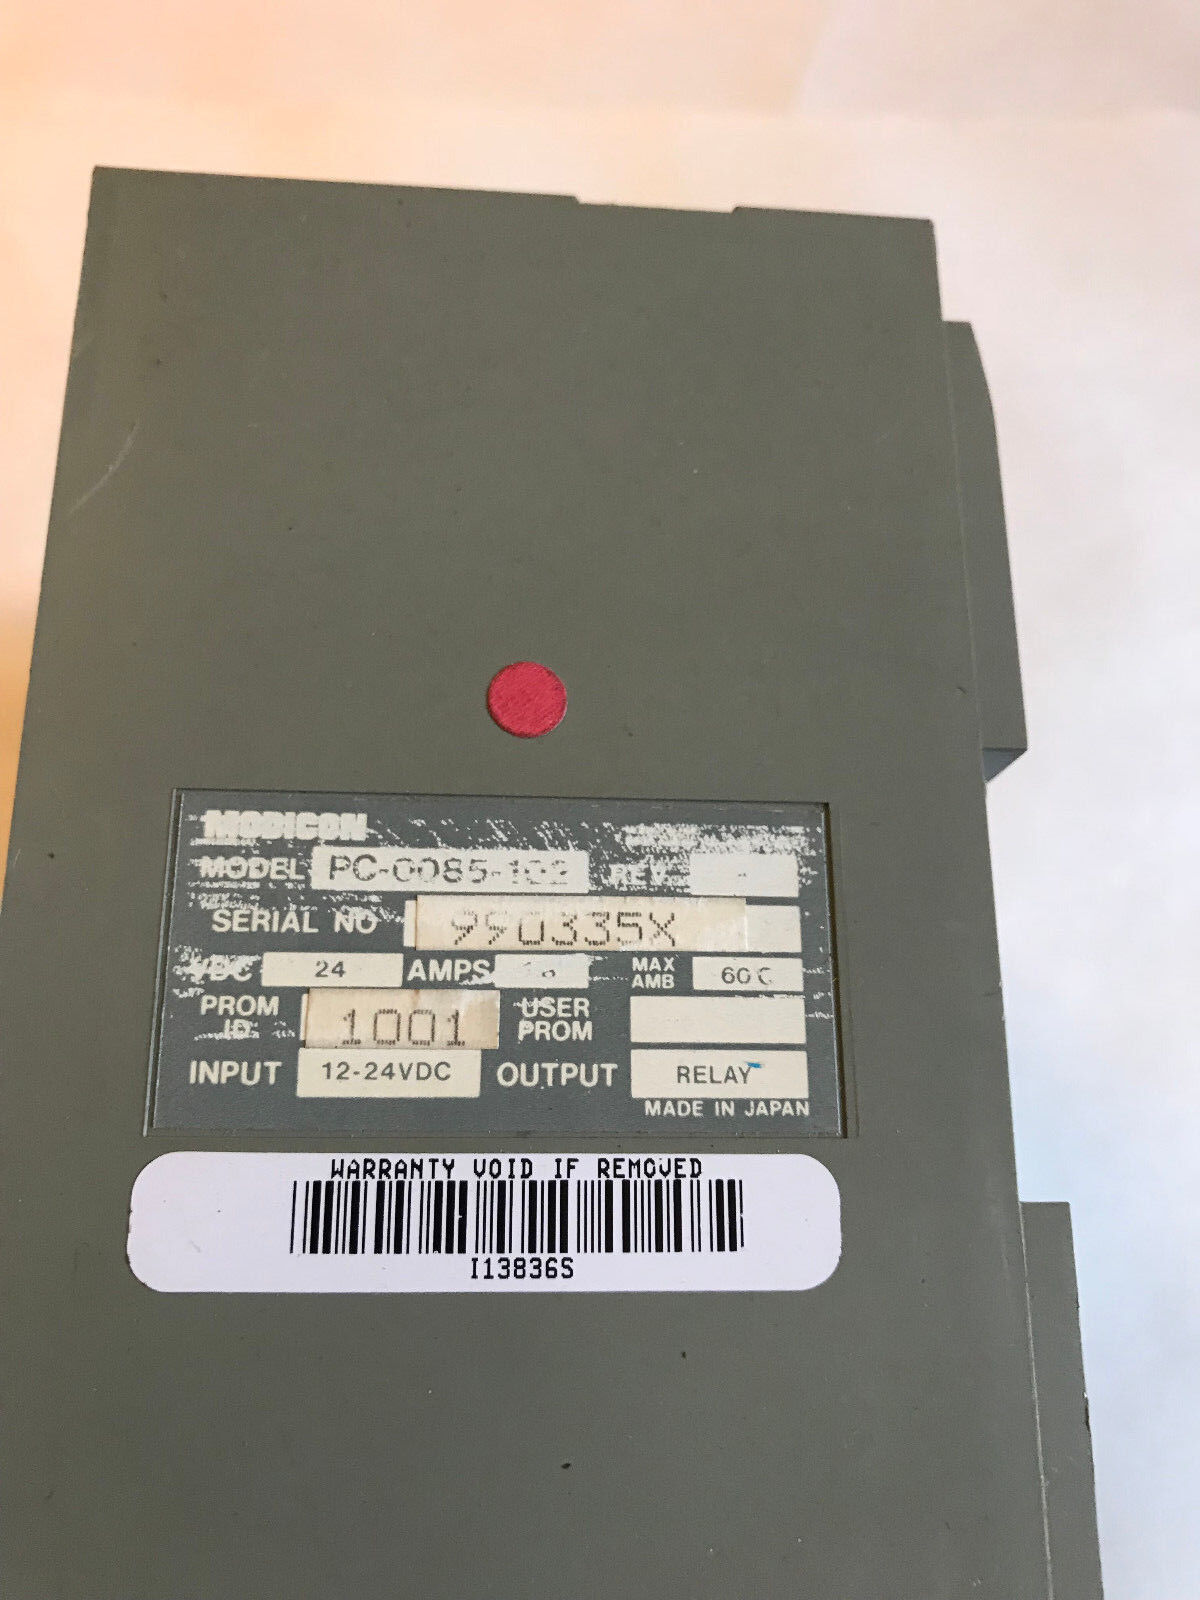 MODICON
MODEL PC-0085-102 REV
SERIAL NO 990335X
VDC 24 AMPS MAX AMB 60 C
PROM ID 1001 USER PROM
INPUT 12-24VDC OUTPUT RELAY
MADE IN JAPAN
WARRANTY VOID IF REMOVED
I13836S